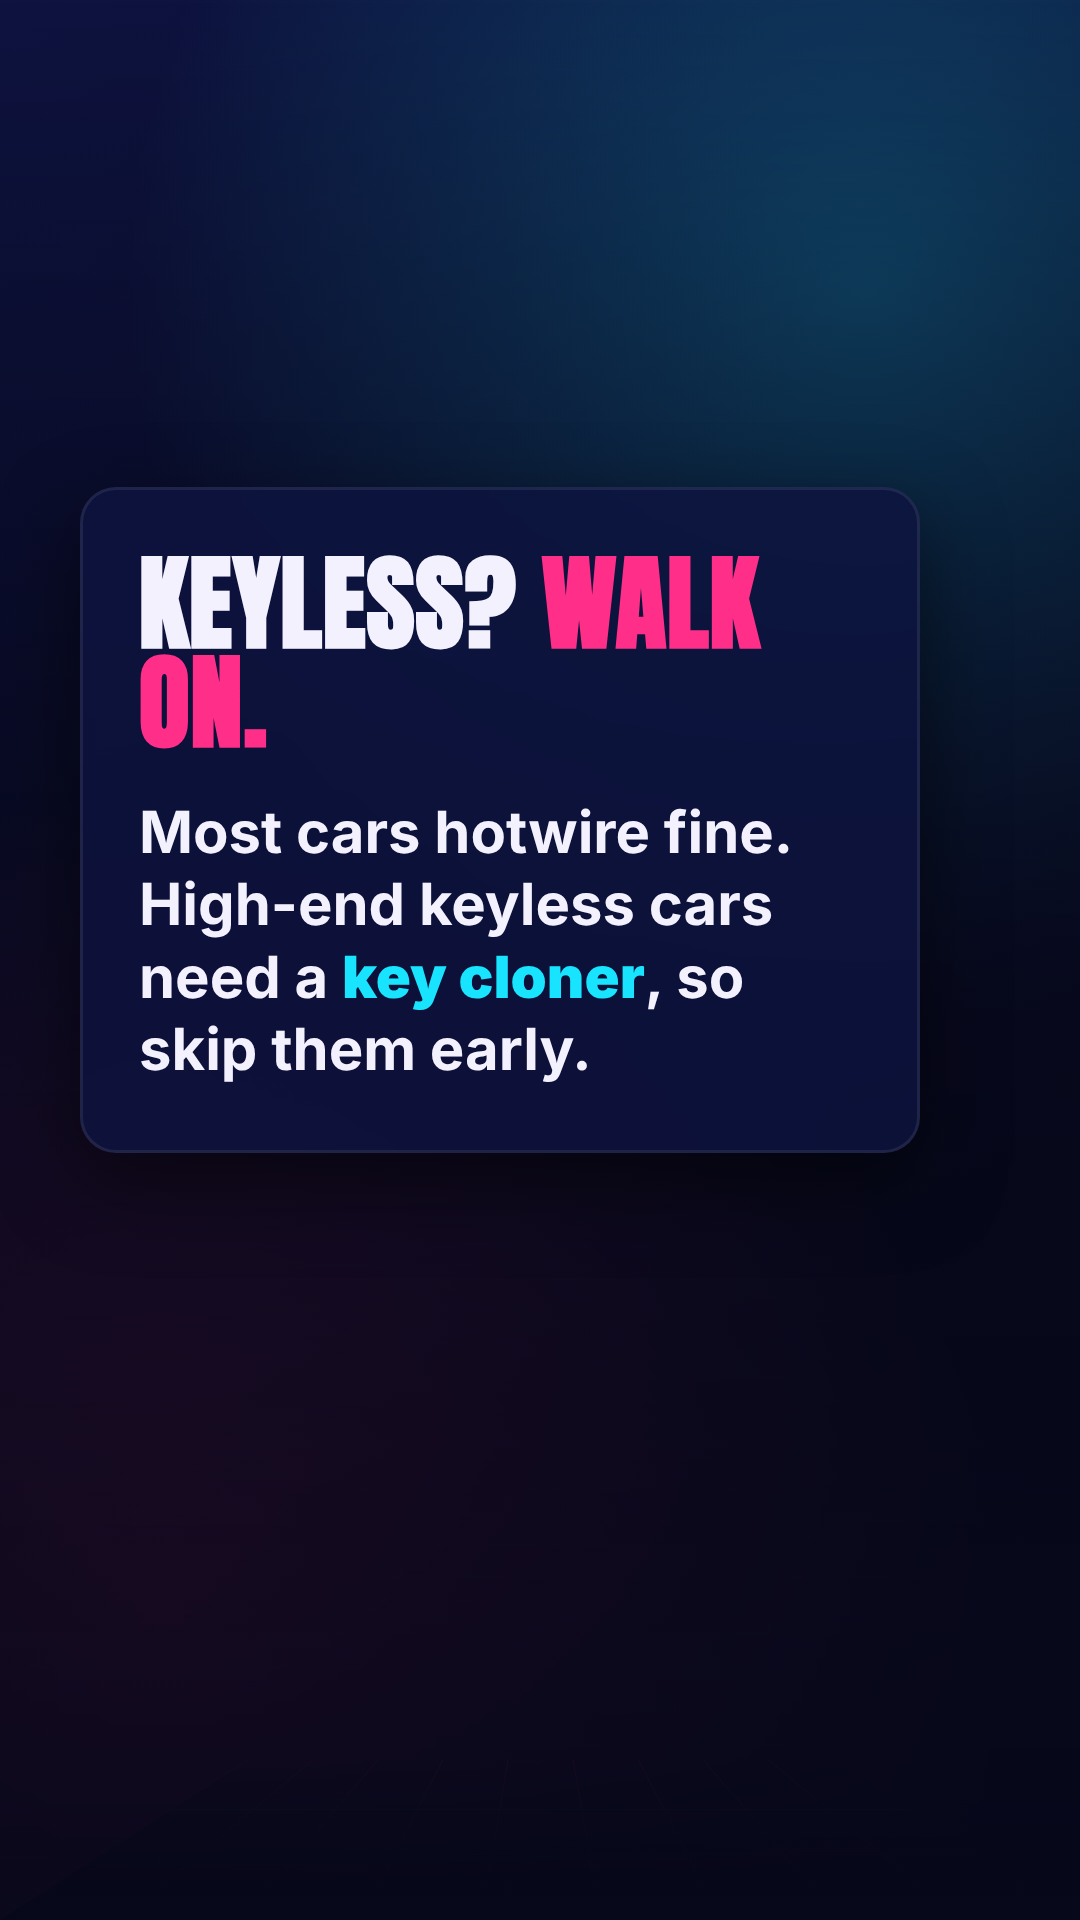 KEYLESS? WALK
ON.
Most cars hotwire fine.
High-end keyless cars
need a key cloner, so
skip them early.